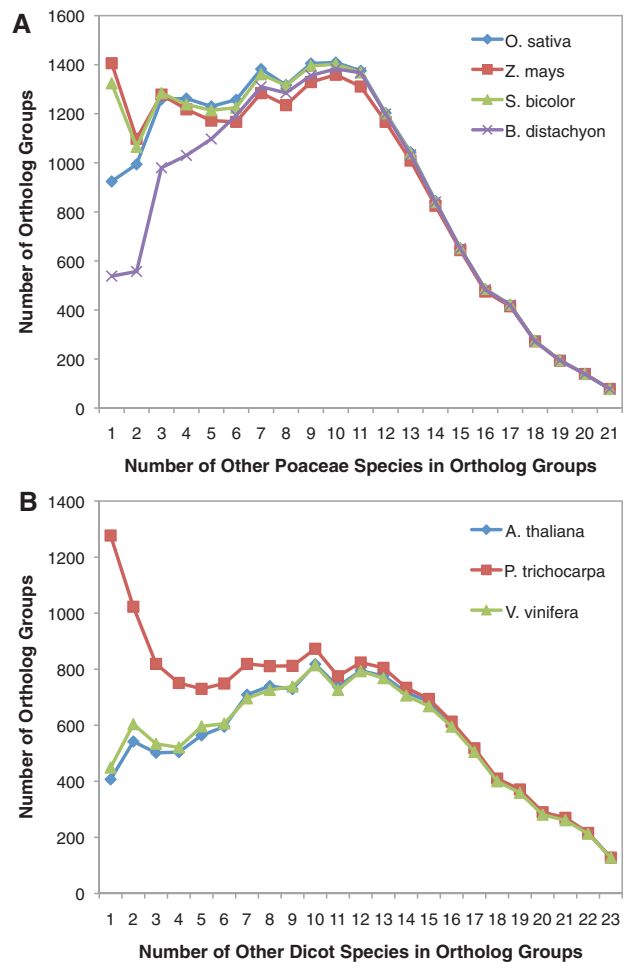 A
Number of Ortholog Groups
1600
1400
1200
1000
800
600
400
200
0
O. sativa
Z. mays
S. bicolor
B. distachyon
1 2 3 4 5 6 7 8 9 10 11 12 13 14 15 16 17 18 19 20 21
Number of Other Poaceae Species in Ortholog Groups
B
Number of Ortholog Groups
1400
1200
1000
800
600
400
200
0
A. thaliana
P. trichocarpa
V. vinifera
1 2 3 4 5 6 7 8 9 10 11 12 13 14 15 16 17 18 19 20 21 22 23
Number of Other Dicot Species in Ortholog Groups